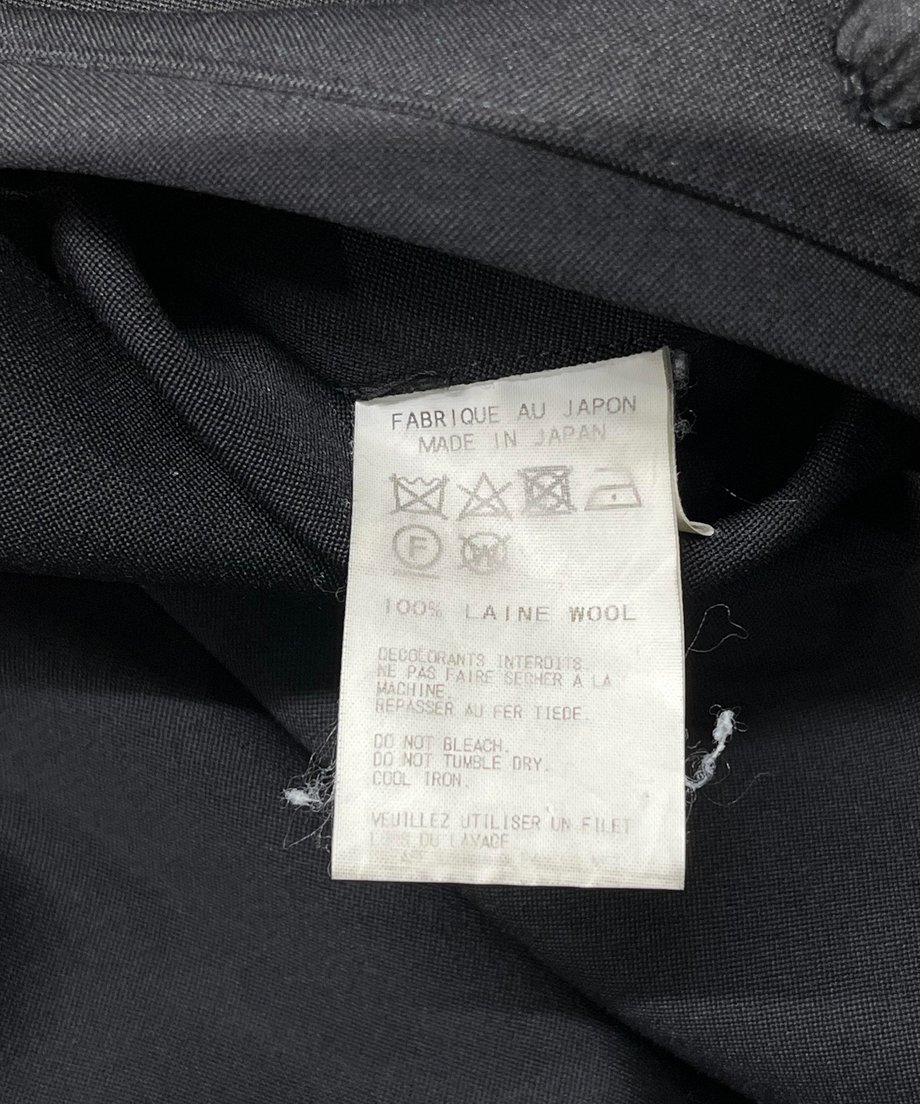 FABRIQUE AU JAPON
MADE IN JAPAN
F
W
100% LAINE WOOL
DECOLORANTS INTERDITS.
NE PAS FAIRE SECHER A LA
MACHINE.
REPASSER AU FER TIEDE.
DO NOT BLEACH.
DO NOT TUMBLE DRY.
COOL IRON.
VEUILLEZ UTILISER UN FILET
LORS DU LAVAGE